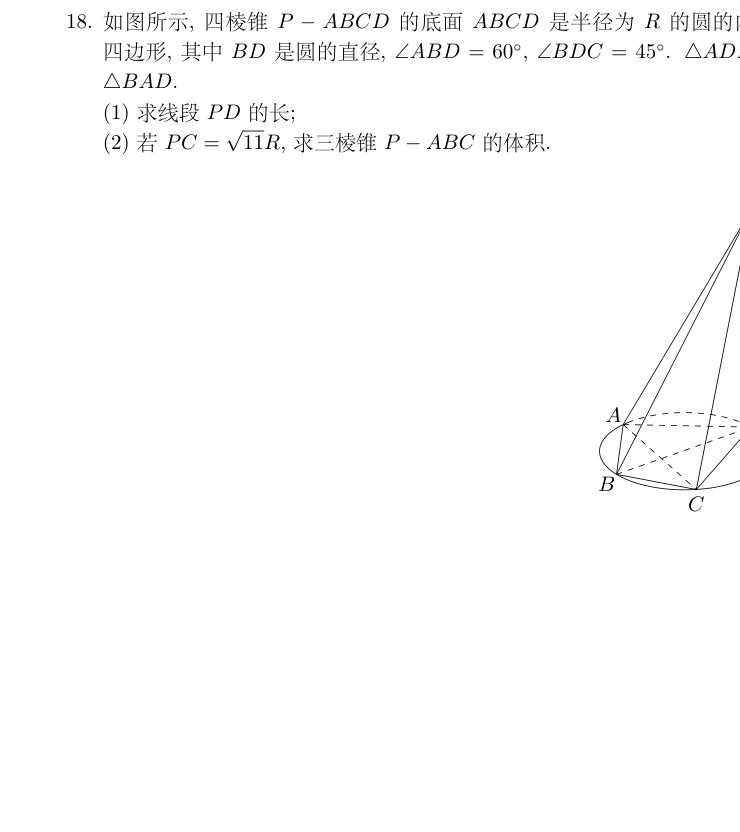 18. 如图所示, 四棱锥 P − ABCD 的底面 ABCD 是半径为 R 的圆的
四边形, 其中 BD 是圆的直径, ∠ABD = 60°, ∠BDC = 45°. △AD
△BAD.
(1) 求线段 PD 的长;
(2) 若 PC = √11R, 求三棱锥 P − ABC 的体积.
A
B
C